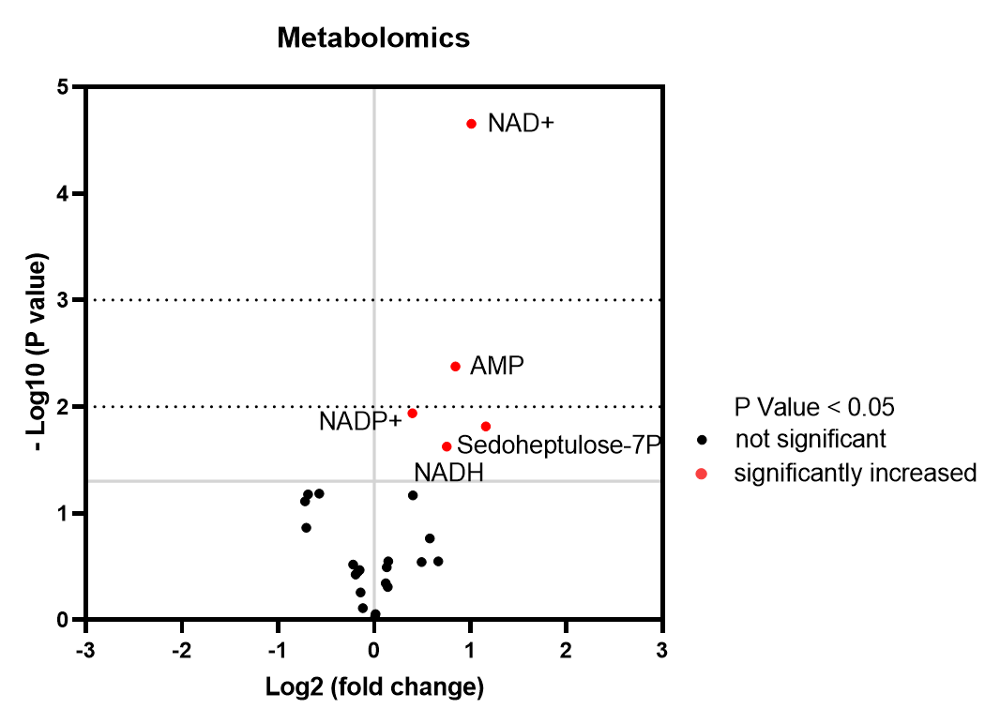 Metabolomics
5
4
3
2
1
0
- Log10 (P value)
NAD+
AMP
NADP+
Sedoheptulose-7P
NADH
-3 -2 -1 0 1 2 3
Log2 (fold change)
P Value < 0.05
not significant
significantly increased